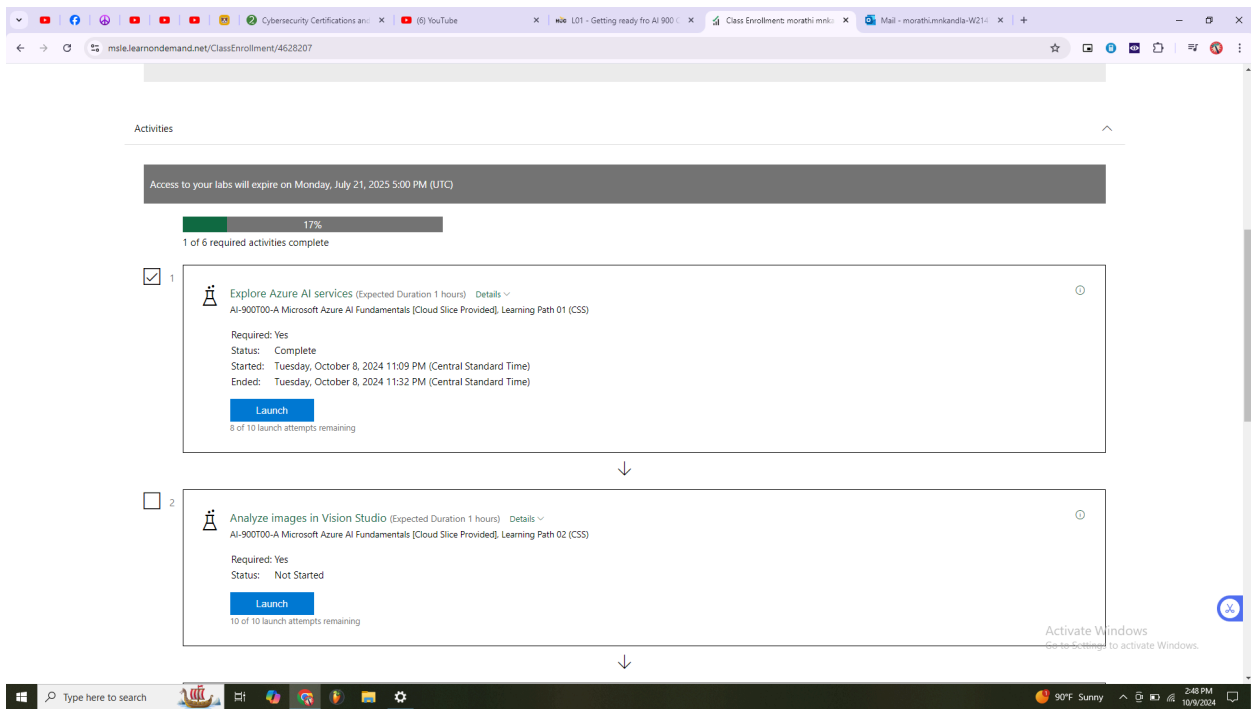 Cybersecurity Certifications and
(6) YouTube
L01 - Getting ready fro AI 900 C
Class Enrollment: morathi mnka
Mail - morathi.mnkandla-W21-
msle.learnondemand.net/ClassEnrollment/4628207
Activities
Access to your labs will expire on Monday, July 21, 2025 5:00 PM (UTC)
17%
1 of 6 required activities complete
1
Explore Azure AI services (Expected Duration 1 hours) Details
AI-900T00-A Microsoft Azure AI Fundamentals [Cloud Slice Provided], Learning Path 01 (CSS)
Required: Yes
Status: Complete
Started: Tuesday, October 8, 2024 11:09 PM (Central Standard Time)
Ended: Tuesday, October 8, 2024 11:32 PM (Central Standard Time)
Launch
8 of 10 launch attempts remaining
2
Analyze images in Vision Studio (Expected Duration 1 hours) Details
AI-900T00-A Microsoft Azure AI Fundamentals [Cloud Slice Provided], Learning Path 02 (CSS)
Required: Yes
Status: Not Started
Launch
10 of 10 launch attempts remaining
Activate Windows
Go to Settings to activate Windows.
Type here to search
90°F Sunny
2:48 PM
10/9/2024